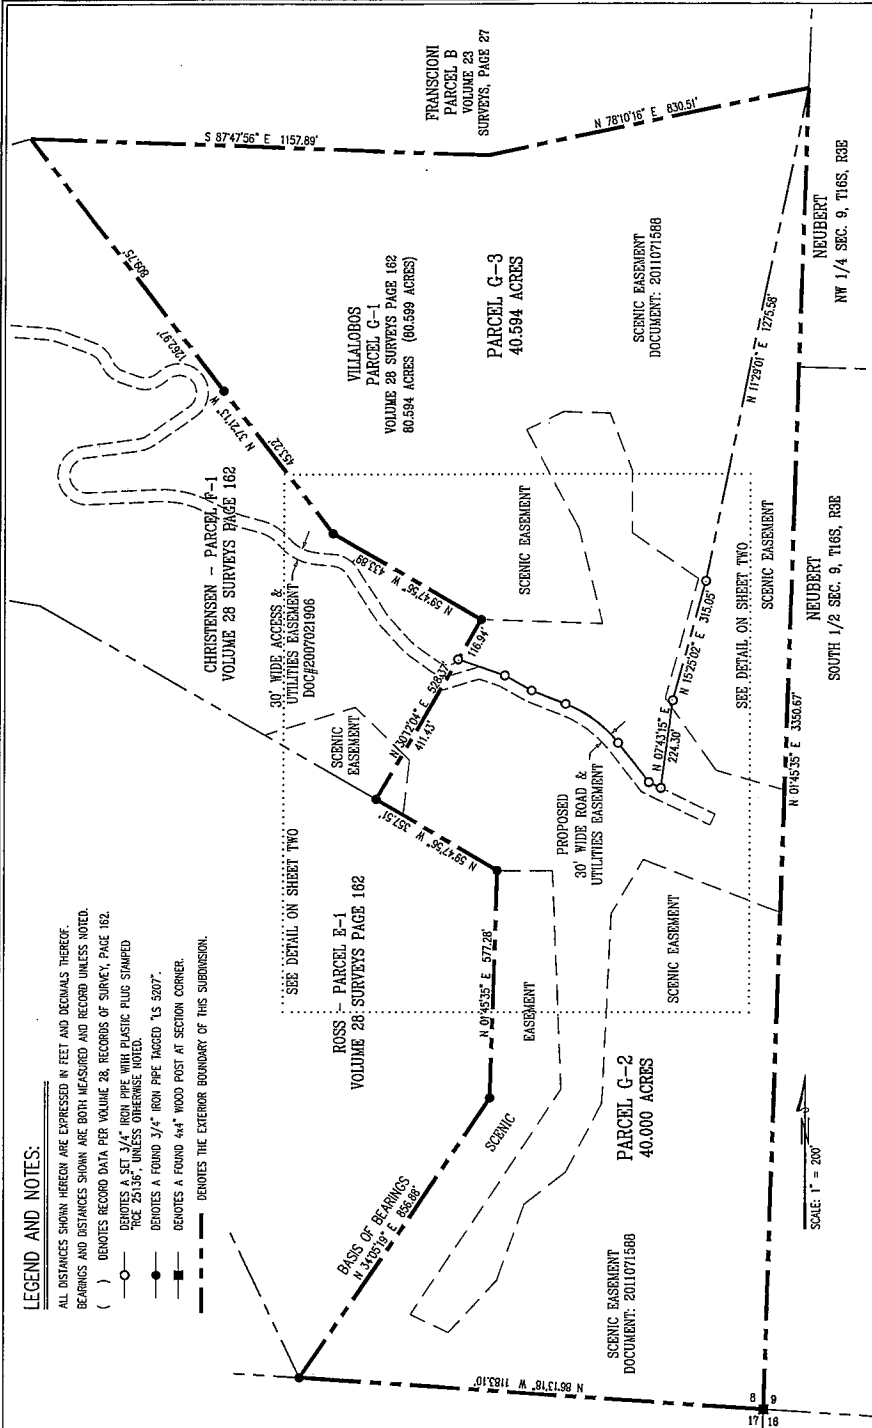 LEGEND AND NOTES:
ALL DISTANCES SHOWN HEREON ARE EXPRESSED IN FEET AND DECIMALS THEREOF.
BEARINGS AND DISTANCES SHOWN ARE BOTH MEASURED AND RECORD UNLESS NOTED.
( ) DENOTES RECORD DATA PER VOLUME 28, RECORDS OF SURVEY, PAGE 162.
DENOTES A SET 3/4" IRON PIPE WITH PLASTIC PLUG STAMPED
"RCE 25136", UNLESS OTHERWISE NOTED.
DENOTES A FOUND 3/4" IRON PIPE TAGGED "LS 5207".
DENOTES A FOUND 4x4" WOOD POST AT SECTION CORNER.
DENOTES THE EXTERIOR BOUNDARY OF THIS SUBDIVISION.
SEE DETAIL ON SHEET TWO
CHRISTENSEN - PARCEL F-1
VOLUME 28 SURVEYS PAGE 162
30' WIDE ACCESS &
UTILITIES EASEMENT
DOC#2007021906
809.75'
1262.97'
N 37°21'13" W
453.22'
S 87°47'56" E 1157.89'
FRANSCIONI
PARCEL B
VOLUME 23
SURVEYS, PAGE 27
N 78°10'16" E 830.51'
VILLALOBOS
PARCEL G-1
VOLUME 28 SURVEYS PAGE 162
80.594 ACRES (80.599 ACRES)
PARCEL G-3
40.594 ACRES
SCENIC EASEMENT
DOCUMENT: 2011071588
N 59°47'56" W
433.89'
116.94'
N 30°12'04" E 528.37'
411.43'
SCENIC
EASEMENT
N 59°47'56" W
357.51'
ROSS - PARCEL E-1
VOLUME 28 SURVEYS PAGE 162
N 01°45'35" E 577.28'
BASIS OF BEARINGS
N 34°05'19" E 856.88'
SCENIC
EASEMENT
SCENIC EASEMENT
PROPOSED
30' WIDE ROAD &
UTILITIES EASEMENT
N 07°43'15" E
224.30'
N 15°25'02" E 315.05'
N 11°29'01" E 1275.58'
SCENIC EASEMENT
PARCEL G-2
40.000 ACRES
SCENIC EASEMENT
DOCUMENT: 2011071588
SEE DETAIL ON SHEET TWO
SCENIC EASEMENT
N 86°13'18" W 1183.10'
N 01°45'35" E 3350.67'
SCALE: 1" = 200'
8 9
17 16
NEUBERT
SOUTH 1/2 SEC. 9, T16S, R3E
NEUBERT
NW 1/4 SEC. 9, T16S, R3E